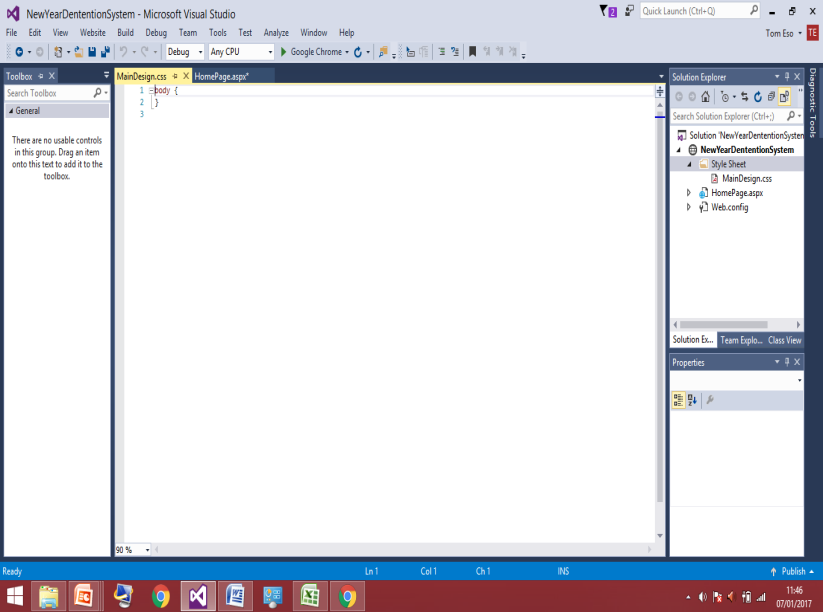 NewYearDententionSystem - Microsoft Visual Studio
2
Quick Launch (Ctrl+Q)
File Edit View Website Build Debug Team Tools Test Analyze Window Help
Tom Eso
TE
Debug
Any CPU
Google Chrome
Toolbox
Search Toolbox
General
There are no usable controls
in this group. Drag an item
onto this text to add it to the
toolbox.
MainDesign.css
HomePage.aspx*
1 body {
2 }
3
90 %
Solution Explorer
Search Solution Explorer (Ctrl+;)
Solution 'NewYearDententionSystem
NewYearDententionSystem
Style Sheet
MainDesign.css
HomePage.aspx
Web.config
Solution Ex... Team Explo... Class View
Properties
Diagnostic Tools
Ready
Ln 1
Col 1
Ch 1
INS
Publish
11:46
07/01/2017